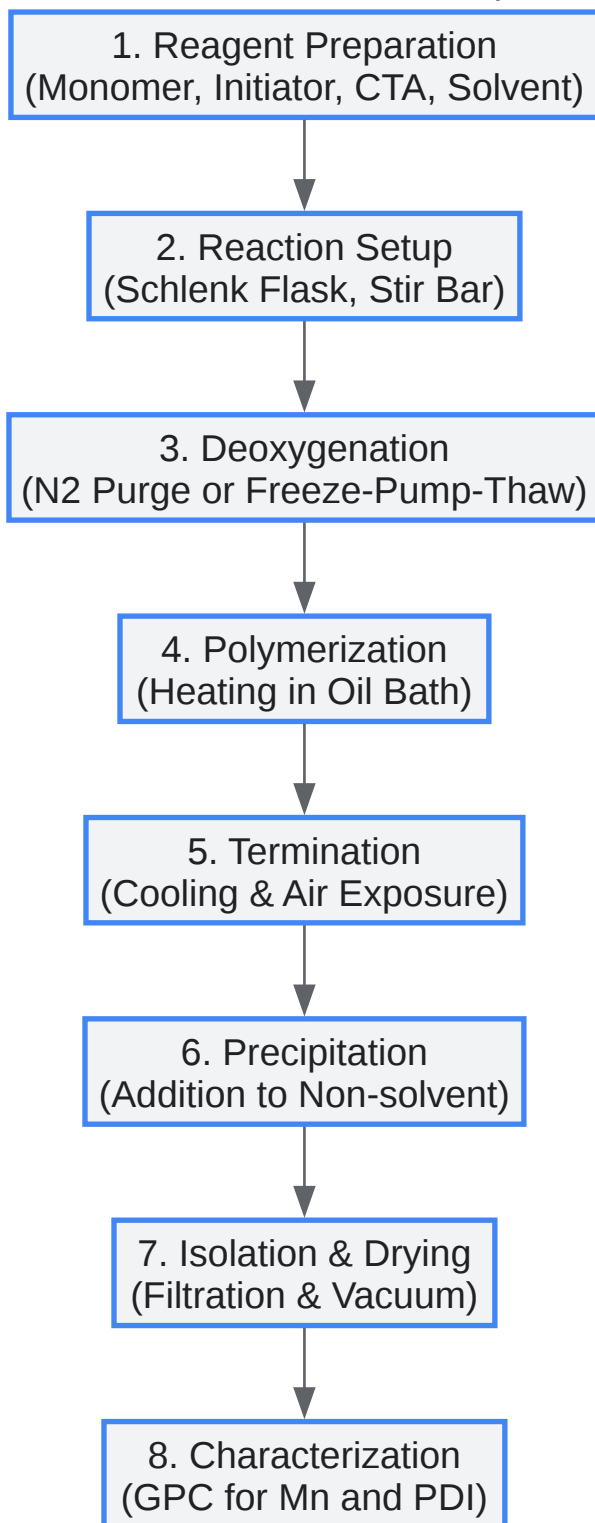 1. Reagent Preparation
(Monomer, Initiator, CTA, Solvent)
2. Reaction Setup
(Schlenk Flask, Stir Bar)
3. Deoxygenation
(N2 Purge or Freeze-Pump-Thaw)
4. Polymerization
(Heating in Oil Bath)
5. Termination
(Cooling & Air Exposure)
6. Precipitation
(Addition to Non-solvent)
7. Isolation & Drying
(Filtration & Vacuum)
8. Characterization
(GPC for Mn and PDI)